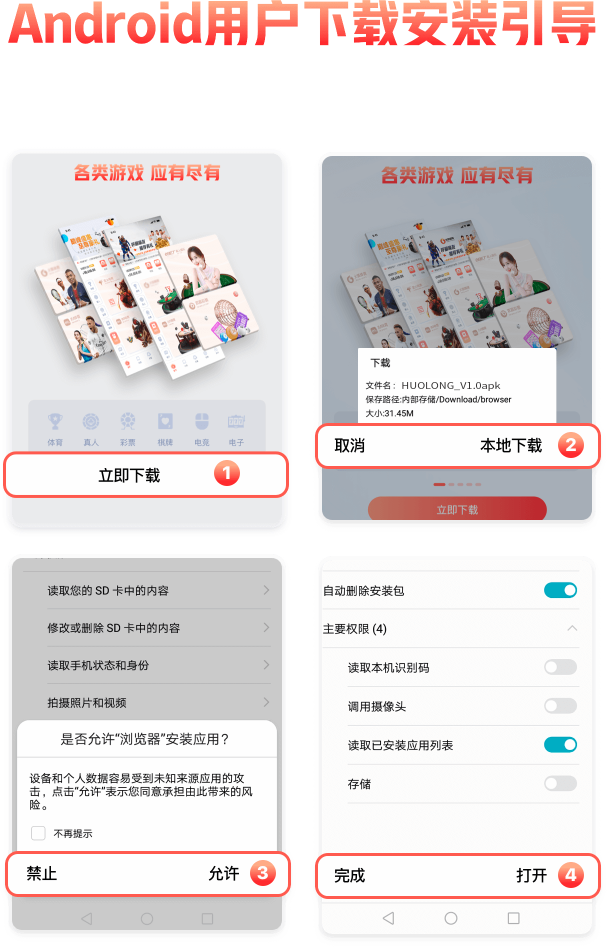 Android用户下载安装引导
各类游戏 应有尽有
体育 真人 彩票 棋牌 电竞 电子
立即下载 1
各类游戏 应有尽有
下载
文件名: HUOLONG_V1.0apk
保存路径:内部存储/Download/browser
大小:31.45M
取消 本地下载 2
立即下载
读取您的 SD 卡中的内容
修改或删除 SD 卡中的内容
读取手机状态和身份
拍摄照片和视频
是否允许“浏览器”安装应用?
设备和个人数据容易受到未知来源应用的攻
击，点击“允许”表示您同意承担由此带来的风
险。
不再提示
禁止 允许 3
自动删除安装包
主要权限 (4)
读取本机识别码
调用摄像头
读取已安装应用列表
存储
完成 打开 4